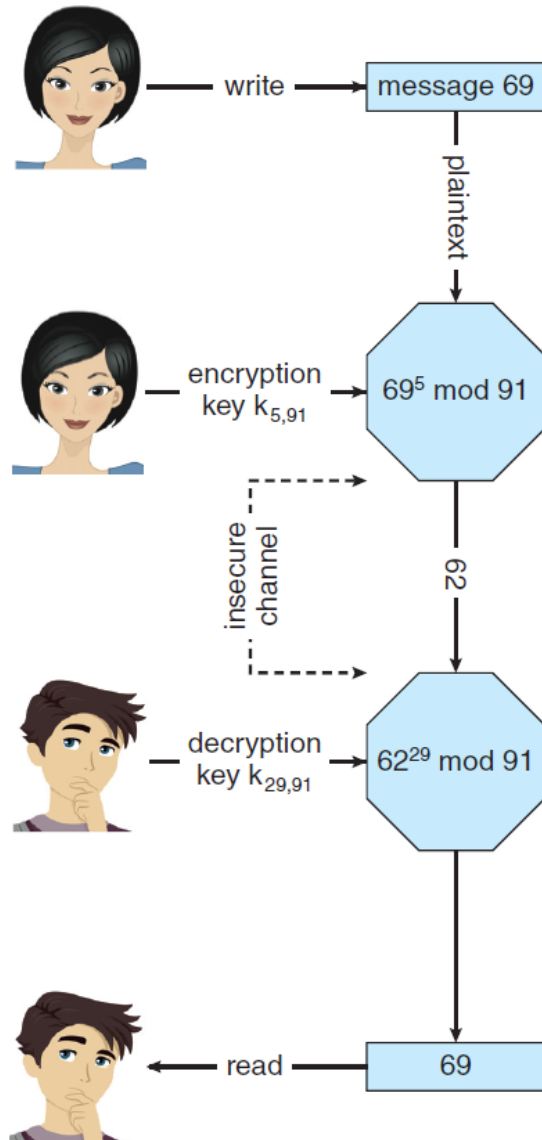 write
message 69
plaintext
encryption
key k₅,₉₁
69⁵ mod 91
insecure
channel
62
decryption
key k₂₉,₉₁
62²⁹ mod 91
read
69